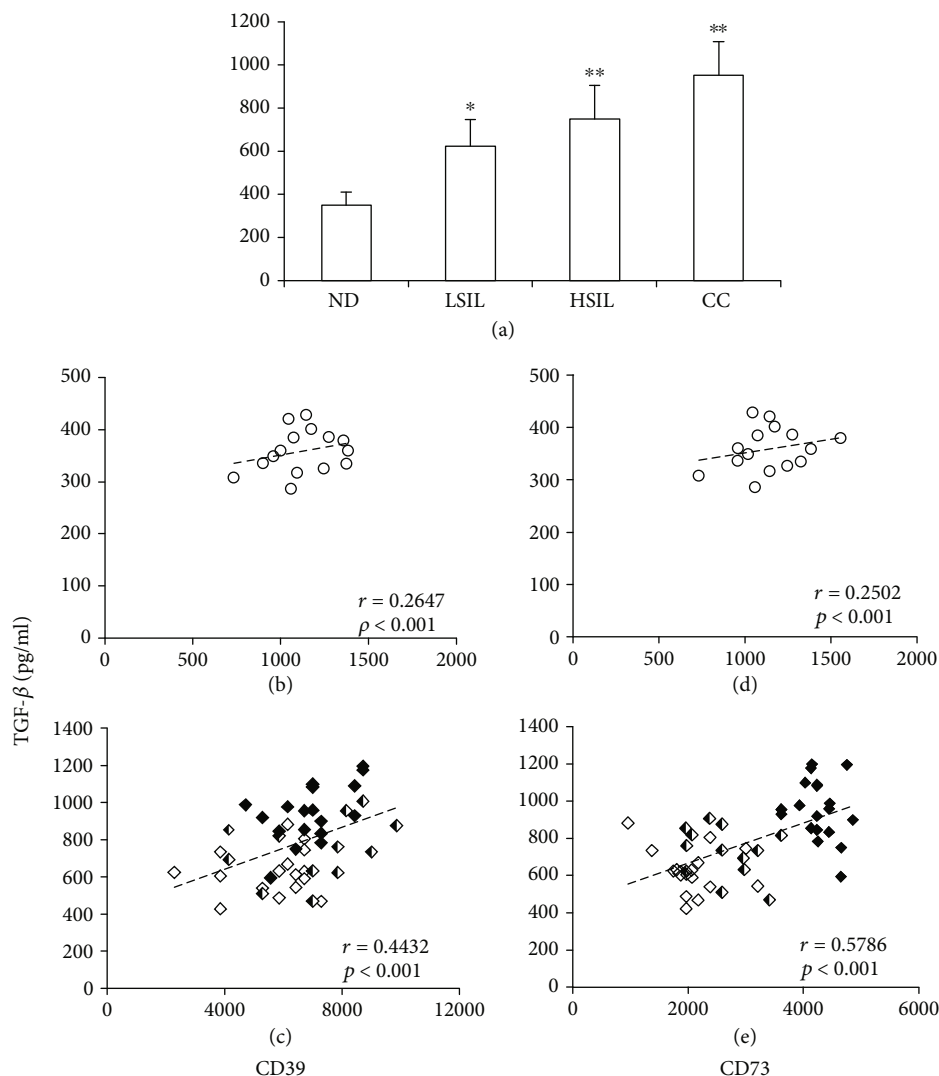 1200
1000
800
600
400
200
0
* ** **
ND LSIL HSIL CC
(a)
TGF-β (pg/ml)
500
400
300
200
100
0
r = 0.2647
ρ < 0.001
0 500 1000 1500 2000
(b)
500
400
300
200
100
0
r = 0.2502
p < 0.001
0 500 1000 1500 2000
(d)
1400
1200
1000
800
600
400
200
0
r = 0.4432
p < 0.001
0 4000 8000 12000
(c)
CD39
1400
1200
1000
800
600
400
200
0
r = 0.5786
p < 0.001
0 2000 4000 6000
(e)
CD73